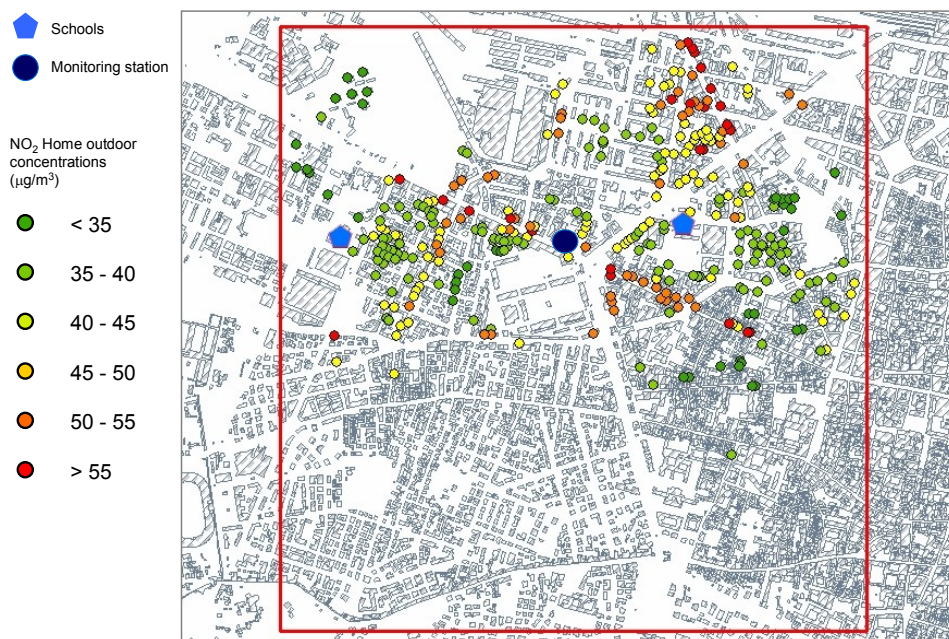 Schools
Monitoring station
NO₂ Home outdoor
concentrations
(µg/m³)
< 35
35 - 40
40 - 45
45 - 50
50 - 55
> 55